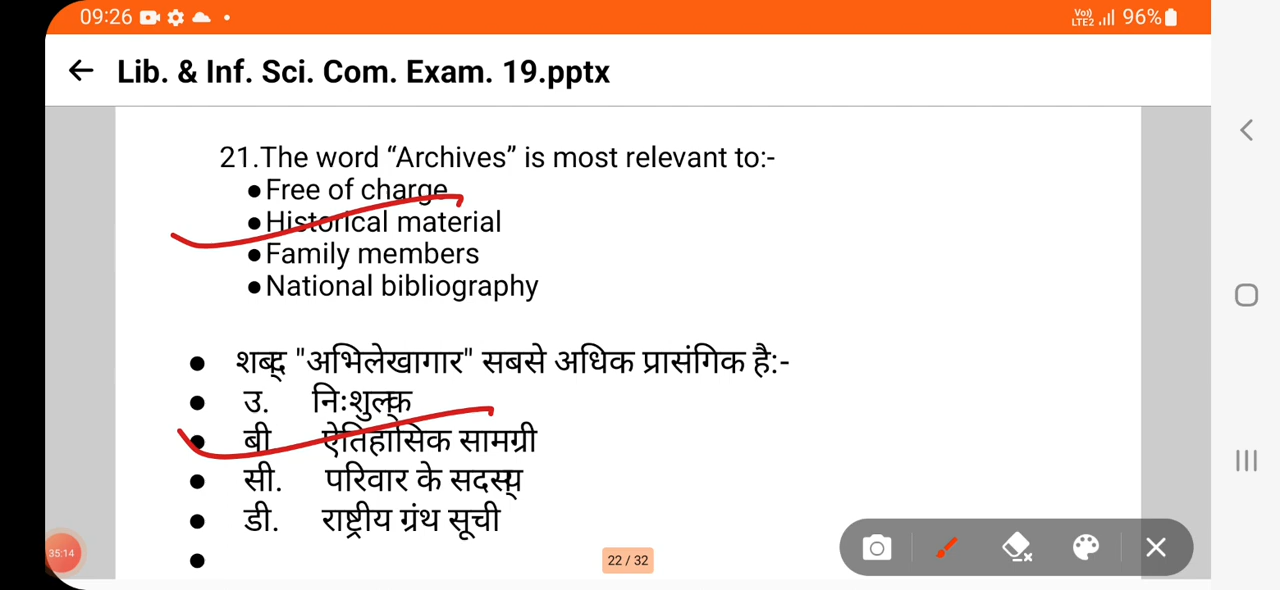 09:26
Vo)) LTE2 96%
Lib. & Inf. Sci. Com. Exam. 19.pptx
21.The word “Archives” is most relevant to:-
●Free of charge
●Historical material
●Family members
●National bibliography
● शब्द "अभिलेखागार" सबसे अधिक प्रासंगिक है:-
● उ. निःशुल्क
● बी ऐतिहासिक सामग्री
● सी. परिवार के सदस्य
● डी. राष्ट्रीय ग्रंथ सूची
●
35:14
22 / 32